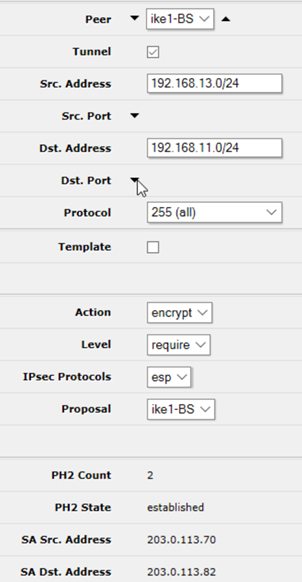 Peer ike1-BS
Tunnel
Src. Address 192.168.13.0/24
Src. Port
Dst. Address 192.168.11.0/24
Dst. Port
Protocol 255 (all)
Template
Action encrypt
Level require
IPsec Protocols esp
Proposal ike1-BS
PH2 Count 2
PH2 State established
SA Src. Address 203.0.113.70
SA Dst. Address 203.0.113.82